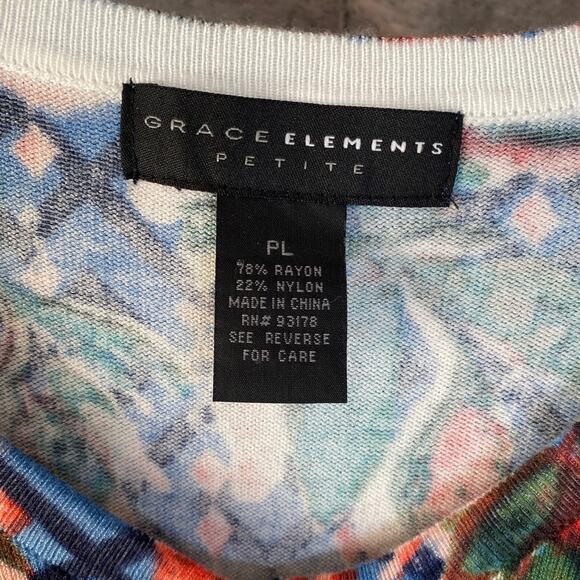 GRACE ELEMENTS
PETITE
PL
78% RAYON
22% NYLON
MADE IN CHINA
RN# 93178
SEE REVERSE
FOR CARE